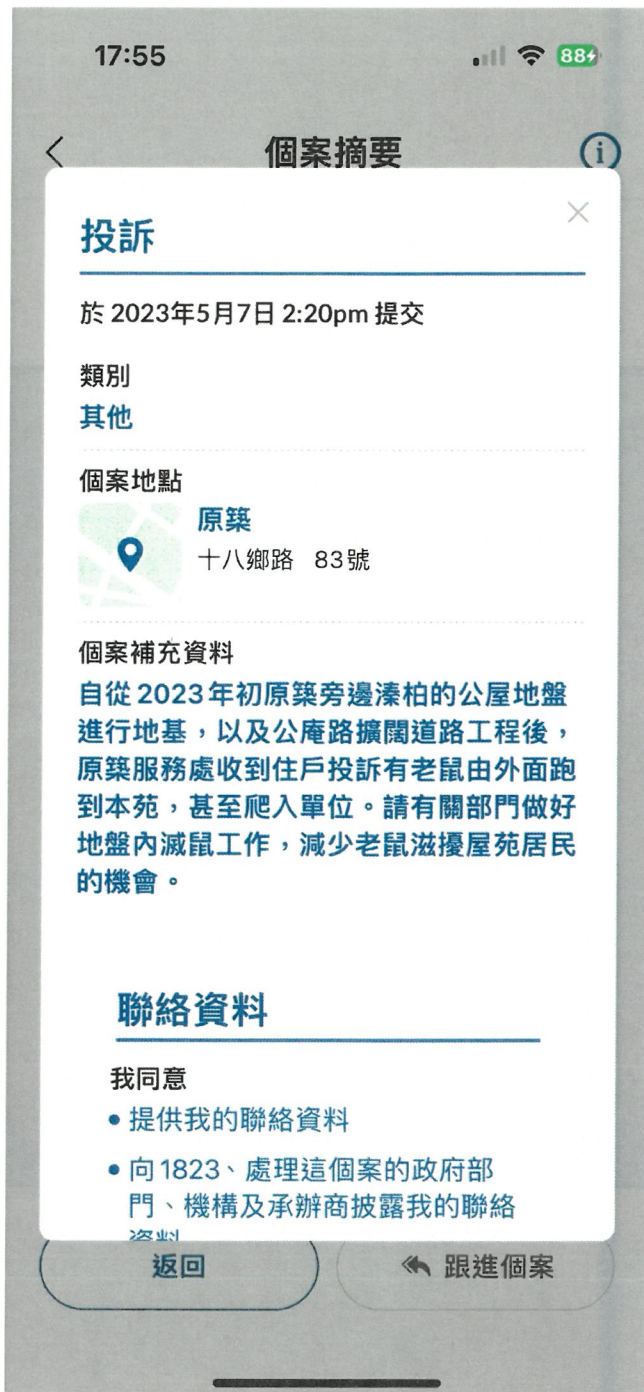 17:55
88
個案摘要
投訴
於 2023年5月7日 2:20pm 提交
類別
其他
個案地點
原築
十八鄉路 83號
個案補充資料
自從2023年初原築旁邊溱柏的公屋地盤
進行地基，以及公庵路擴闊道路工程後，
原築服務處收到住戶投訴有老鼠由外面跑
到本苑，甚至爬入單位。請有關部門做好
地盤內滅鼠工作，減少老鼠滋擾屋苑居民
的機會。
聯絡資料
我同意
• 提供我的聯絡資料
• 向1823、處理這個案的政府部
門、機構及承辦商披露我的聯絡
資料
返回
跟進個案